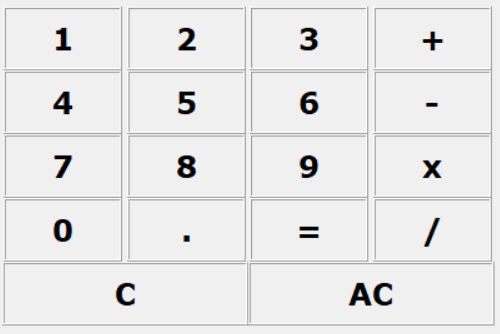 1 2 3 +
4 5 6 -
7 8 9 x
0 . = /
C AC